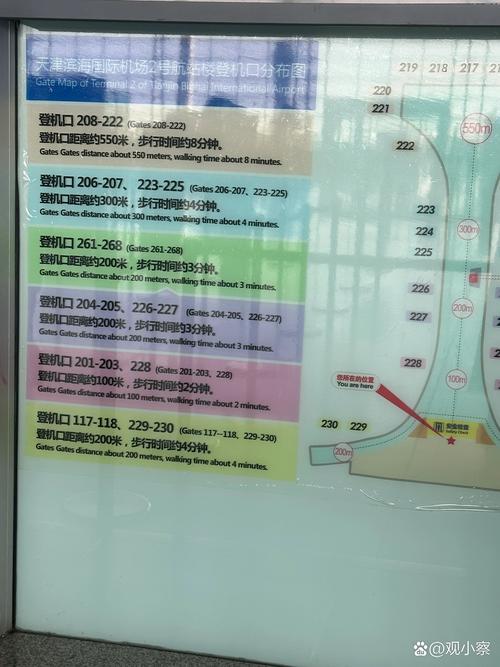 天津滨海国际机场2号航站楼登机口分布图
Gate Map of Terminal 2 of Tianjin Binhai International Airport
登机口 208-222 (Gates 208-222)
登机口距离约550米，步行时间约8分钟。
Gates Gates distance about 550 meters, walking time about 8 minutes.
登机口 206-207、 223-225 (Gates 206-207, 223-225)
登机口距离约300米，步行时间约4分钟。
Gates Gates distance about 300 meters, walking time about 4 minutes.
登机口 261-268 (Gates 261-268)
登机口距离约200米，步行时间约3分钟。
Gates Gates distance about 200 meters, walking time about 3 minutes.
登机口 204-205、 226-227 (Gates 204-205, 226-227)
登机口距离约200米，步行时间约3分钟。
Gates Gates distance about 200 meters, walking time about 3 minutes.
登机口 201-203、 228 (Gates 201-203, 228)
登机口距离约100米，步行时间约2分钟。
Gates Gates distance about 100 meters, walking time about 2 minutes.
登机口 117-118、 229-230 (Gates 117--118, 229-230)
登机口距离约200米，步行时间约4分钟。
Gates Gates distance about 200 meters, walking time about 4 minutes.
219 218 217
220
221
550m
222
223
300m
224
225
226
200m
227
228
100m
您所在的位置
You are here
230 229
安全检查
Safety Check
200m
百度@观小察